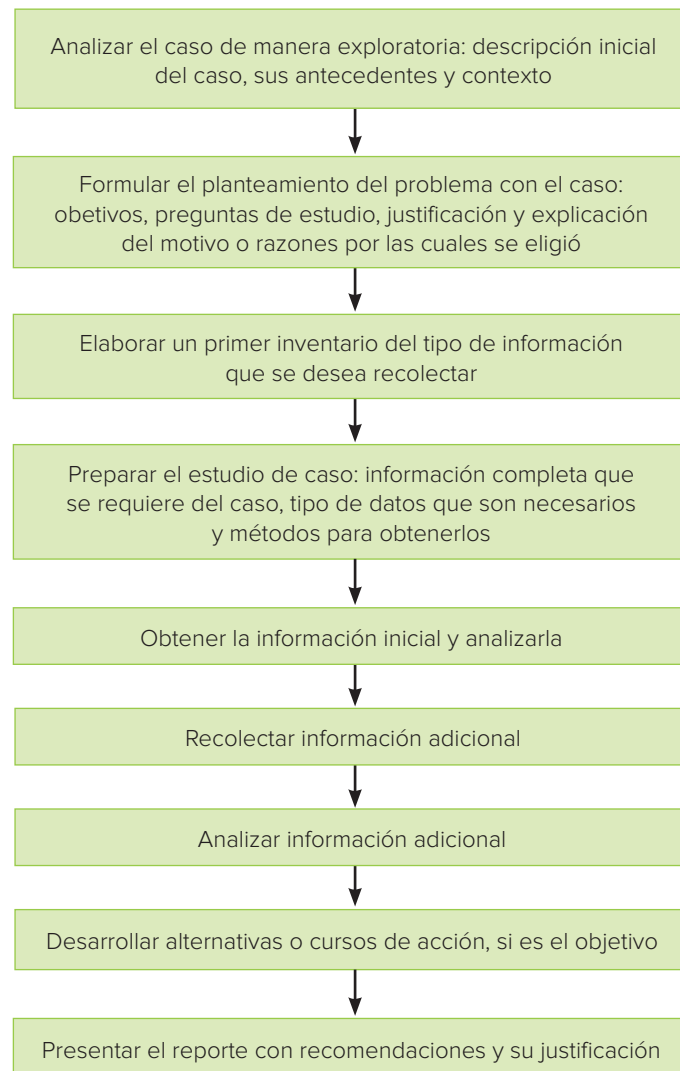 Analizar el caso de manera exploratoria: descripción inicial
del caso, sus antecedentes y contexto
Formular el planteamiento del problema con el caso:
obetivos, preguntas de estudio, justificación y explicación
del motivo o razones por las cuales se eligió
Elaborar un primer inventario del tipo de información
que se desea recolectar
Preparar el estudio de caso: información completa que
se requiere del caso, tipo de datos que son necesarios
y métodos para obtenerlos
Obtener la información inicial y analizarla
Recolectar información adicional
Analizar información adicional
Desarrollar alternativas o cursos de acción, si es el objetivo
Presentar el reporte con recomendaciones y su justificación